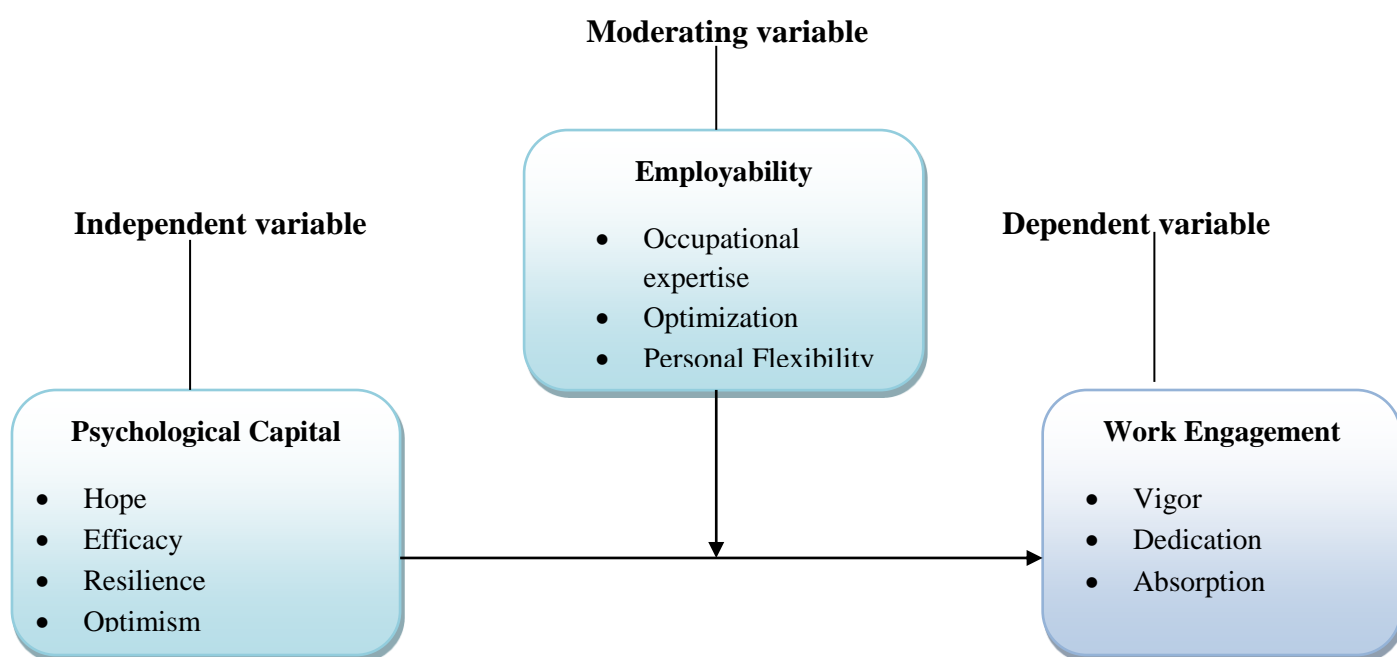 Moderating variable
Employability
• Occupational
expertise
• Optimization
• Personal Flexibility
Independent variable
Dependent variable
Psychological Capital
• Hope
• Efficacy
• Resilience
• Optimism
Work Engagement
• Vigor
• Dedication
• Absorption